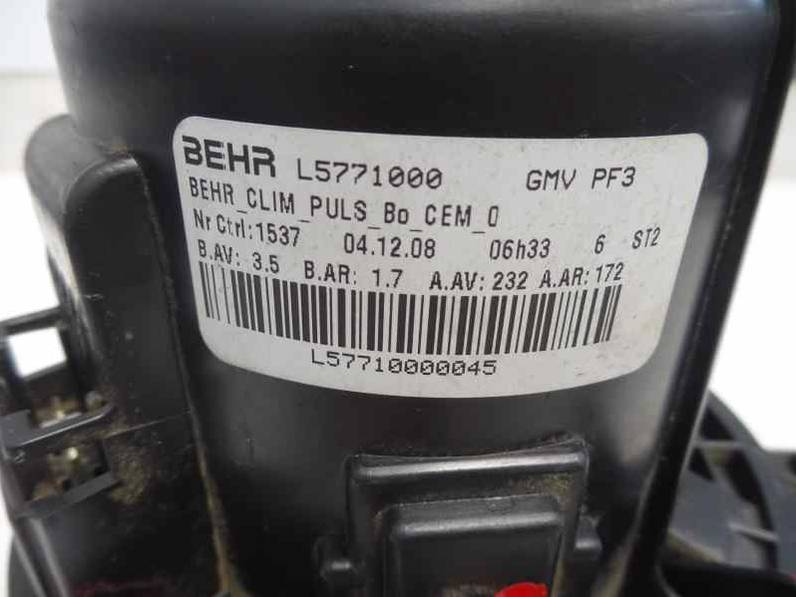 BEHR L5771000 GMV PF3
BEHR_CLIM_PULS_Bo_CEM_0
Nr Ctrl:1537 04.12.08 06h33 6 ST2
B.AV: 3.5 B.AR: 1.7 A.AV: 232 A.AR: 172
L57710000045